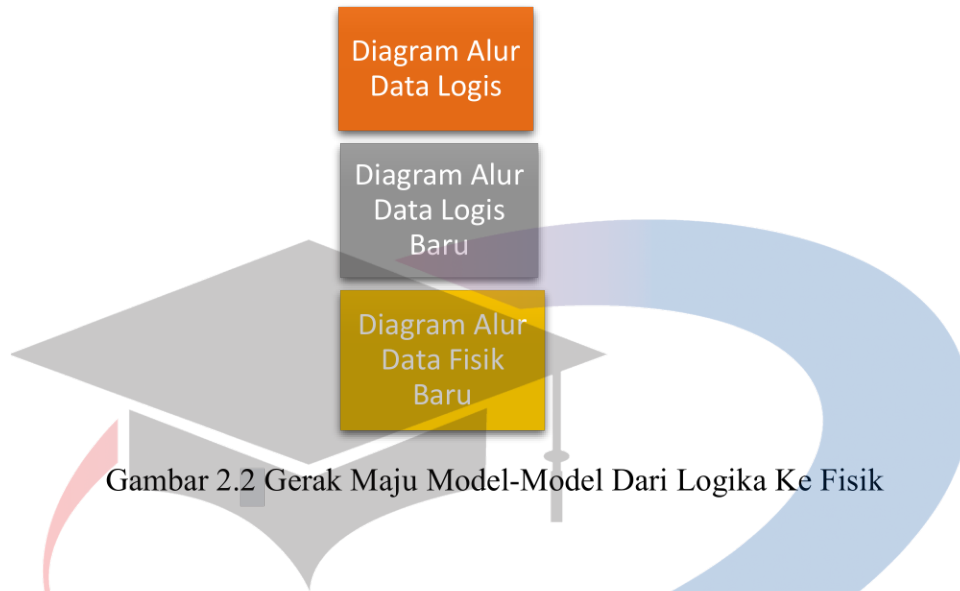 Diagram Alur
Data Logis
Diagram Alur
Data Logis
Baru
Diagram Alur
Data Fisik
Baru
Gambar 2.2 Gerak Maju Model-Model Dari Logika Ke Fisik